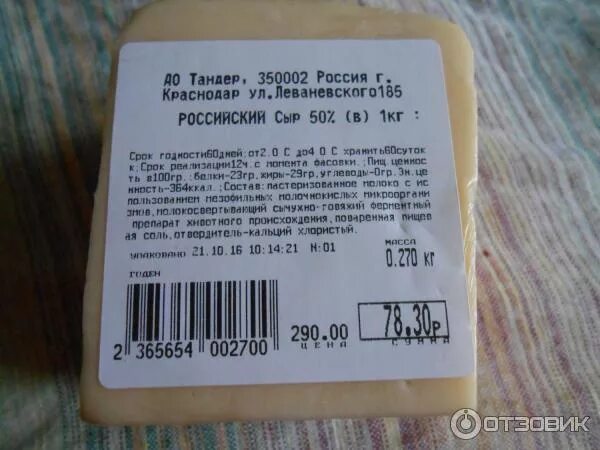 АО Тандер, 350002 Россия г.
Краснодар ул.Леваневского185
РОССИЙСКИЙ Сыр 50% (в) 1кг :
Срок годности60дней;от2.0 С до4.0 С хранить60суток
к;Срок реализации12ч.с момента фасовки.;Пищ.ценнос
ть в100гр.:белки-23гр,жиры-29гр,углеводы-0гр.Эн.це
нность-364ккал.;Состав:пастеризованное молоко с ис
пользованием мезофильных молочнокислых микрооргани
змов,молокосвертывающий сычужно-говяжий ферментный
препарат животного происхождения,поваренная пищев
ая соль,отвердитель-кальций хлористый.
УПАКОВАНО 21.10.16 10:14:21 N:01
МАССА
0.270 кг
ГОДЕН
290.00
ЦЕНА
78.30р
СУММА
2 365654 002700
ОТЗОВИК